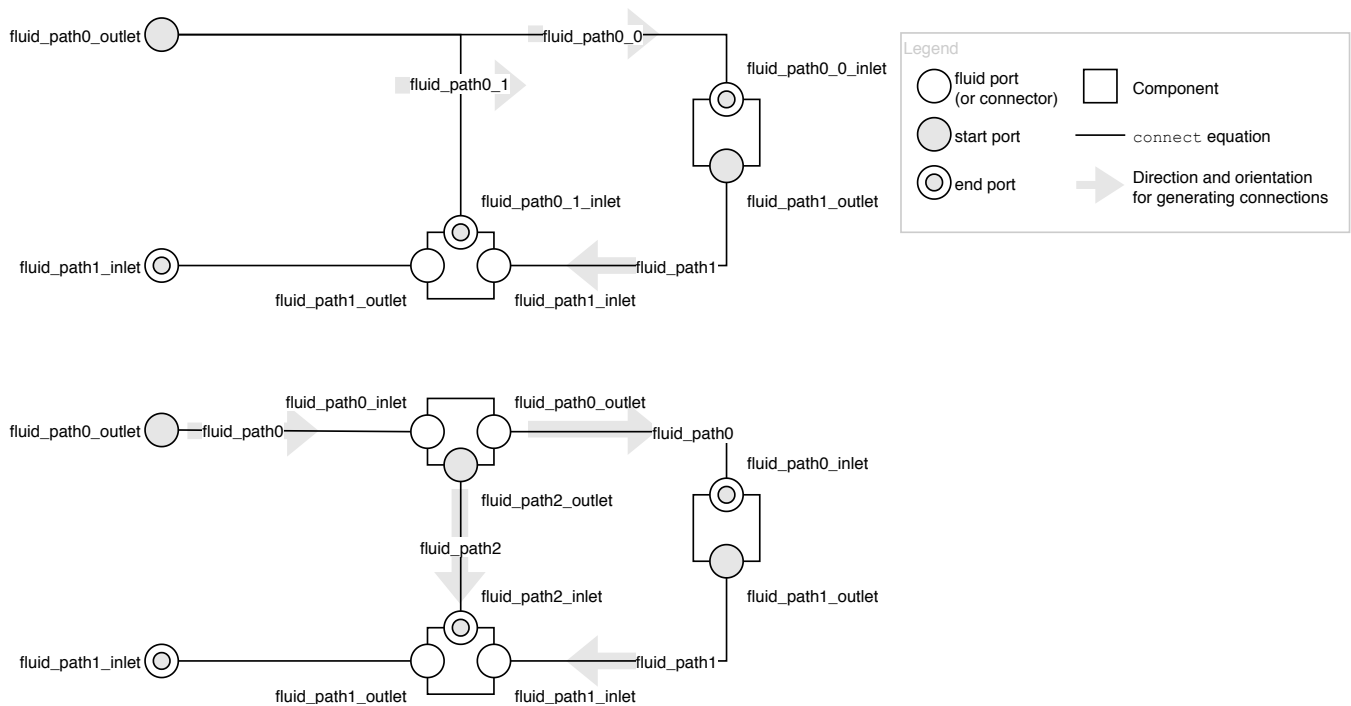 fluid_path0_outlet
fluid_path0_0
fluid_path0_1
fluid_path0_0_inlet
fluid_path0_1_inlet
fluid_path1_outlet
fluid_path1_inlet
fluid_path1
fluid_path1_outlet
fluid_path1_inlet
Legend
fluid port
(or connector)
Component
start port
connect equation
end port
Direction and orientation
for generating connections
fluid_path0_inlet
fluid_path0_outlet
fluid_path0_outlet
fluid_path0
fluid_path0
fluid_path0_inlet
fluid_path2_outlet
fluid_path2
fluid_path2_inlet
fluid_path1_outlet
fluid_path1_inlet
fluid_path1
fluid_path1_outlet
fluid_path1_inlet